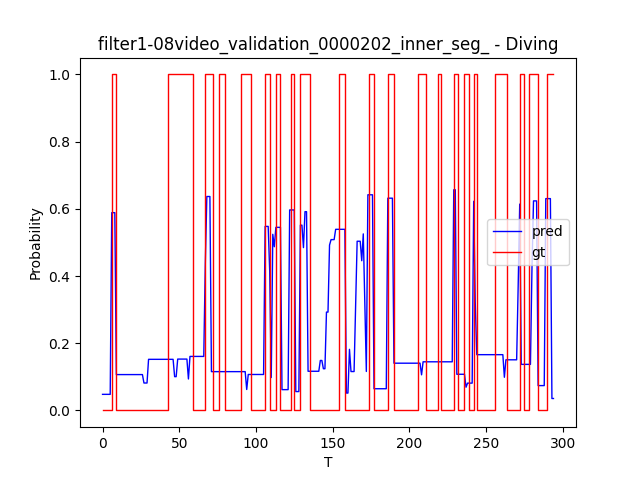 filter1-08video_validation_0000202_inner_seg_ - Diving
1.0
0.8
0.6
0.4
0.2
0.0
Probability
pred
gt
0 50 100 150 200 250 300
T